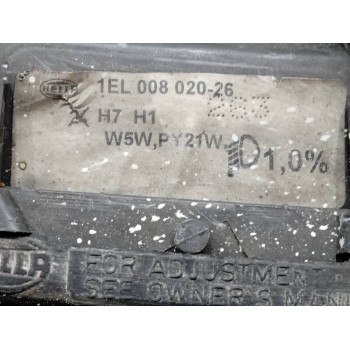 HELLA
1EL 008 020-26
H7 H1
W5W,PY21W
1,0%
HELLA
FOR ADJUSTMENT
SEE OWNER'S MAN